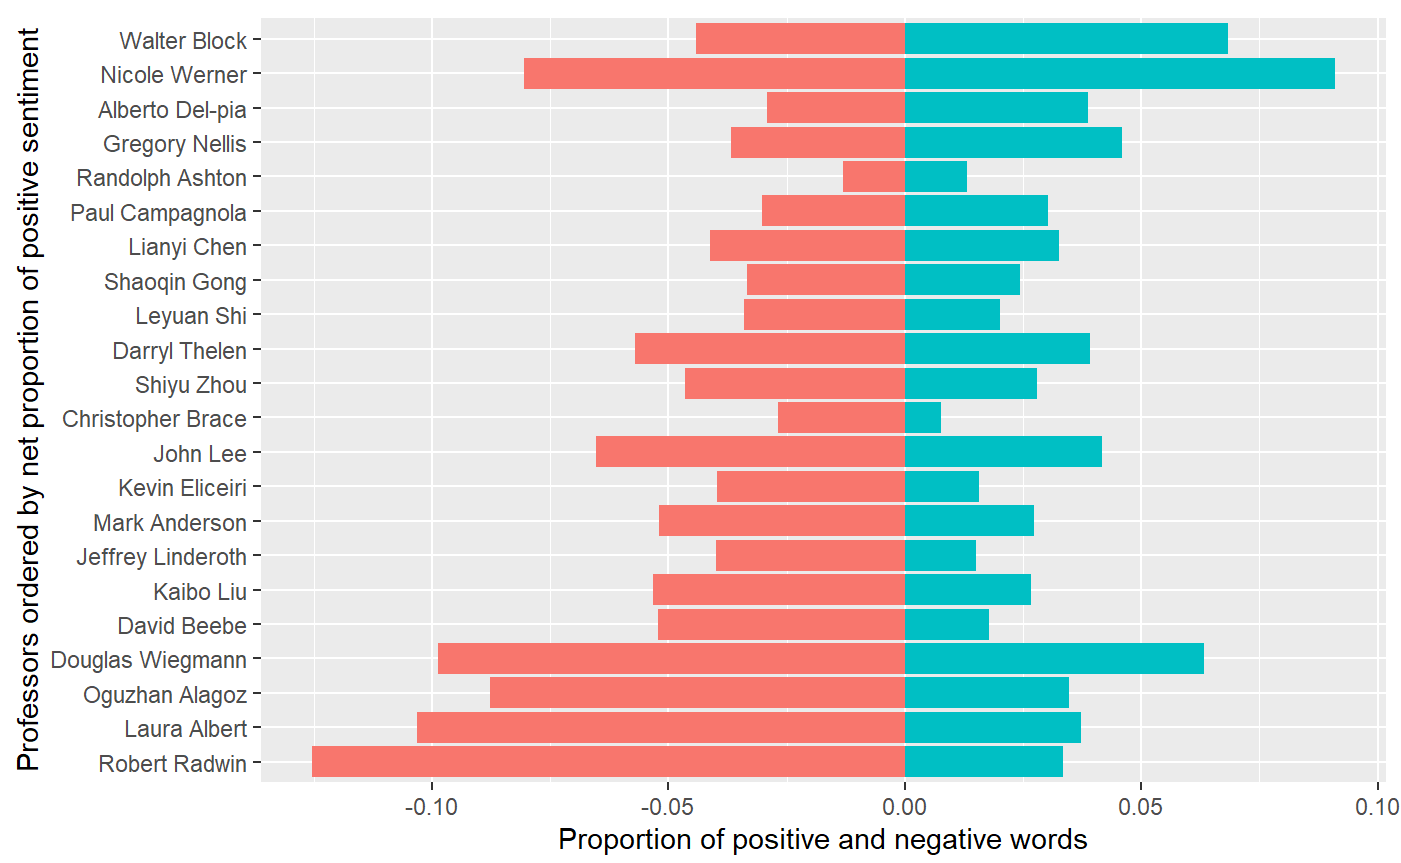 Professors ordered by net proportion of positive sentiment
Walter Block
Nicole Werner
Alberto Del-pia
Gregory Nellis
Randolph Ashton
Paul Campagnola
Lianyi Chen
Shaoqin Gong
Leyuan Shi
Darryl Thelen
Shiyu Zhou
Christopher Brace
John Lee
Kevin Eliceiri
Mark Anderson
Jeffrey Linderoth
Kaibo Liu
David Beebe
Douglas Wiegmann
Oguzhan Alagoz
Laura Albert
Robert Radwin
-0.10 -0.05 0.00 0.05 0.10
Proportion of positive and negative words